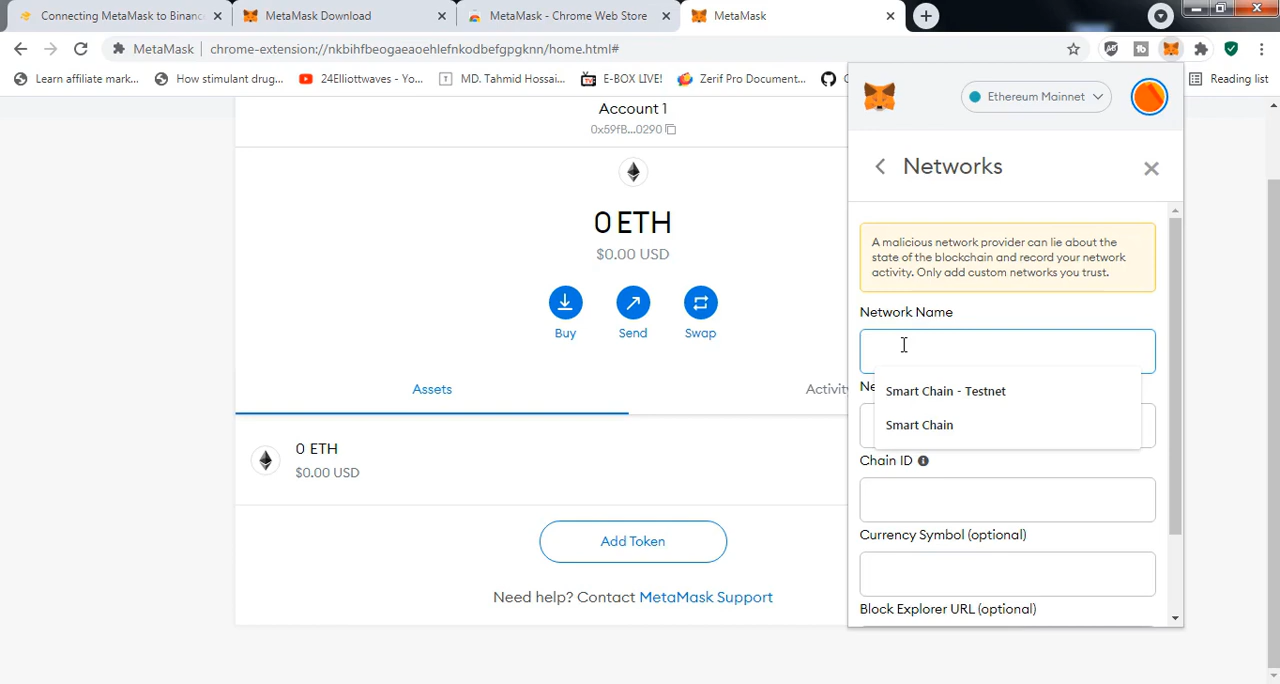 Connecting MetaMask to Binanc
MetaMask Download
MetaMask - Chrome Web Store
MetaMask
MetaMask
chrome-extension://nkbihfbeogaeaoehlefnkodbefgpgknn/home.html#
Learn affiliate mark...
How stimulant drug...
24Elliottwaves - Yo...
MD. Tahmid Hossai...
E-BOX LIVE!
Zerif Pro Document...
Reading list
Account 1
0x59fB...0290
0 ETH
$0.00 USD
Buy
Send
Swap
Assets
Activity
0 ETH
$0.00 USD
Add Token
Need help? Contact MetaMask Support
Ethereum Mainnet
Networks
A malicious network provider can lie about the
state of the blockchain and record your network
activity. Only add custom networks you trust.
Network Name
Ne
Smart Chain - Testnet
Smart Chain
Chain ID
Currency Symbol (optional)
Block Explorer URL (optional)